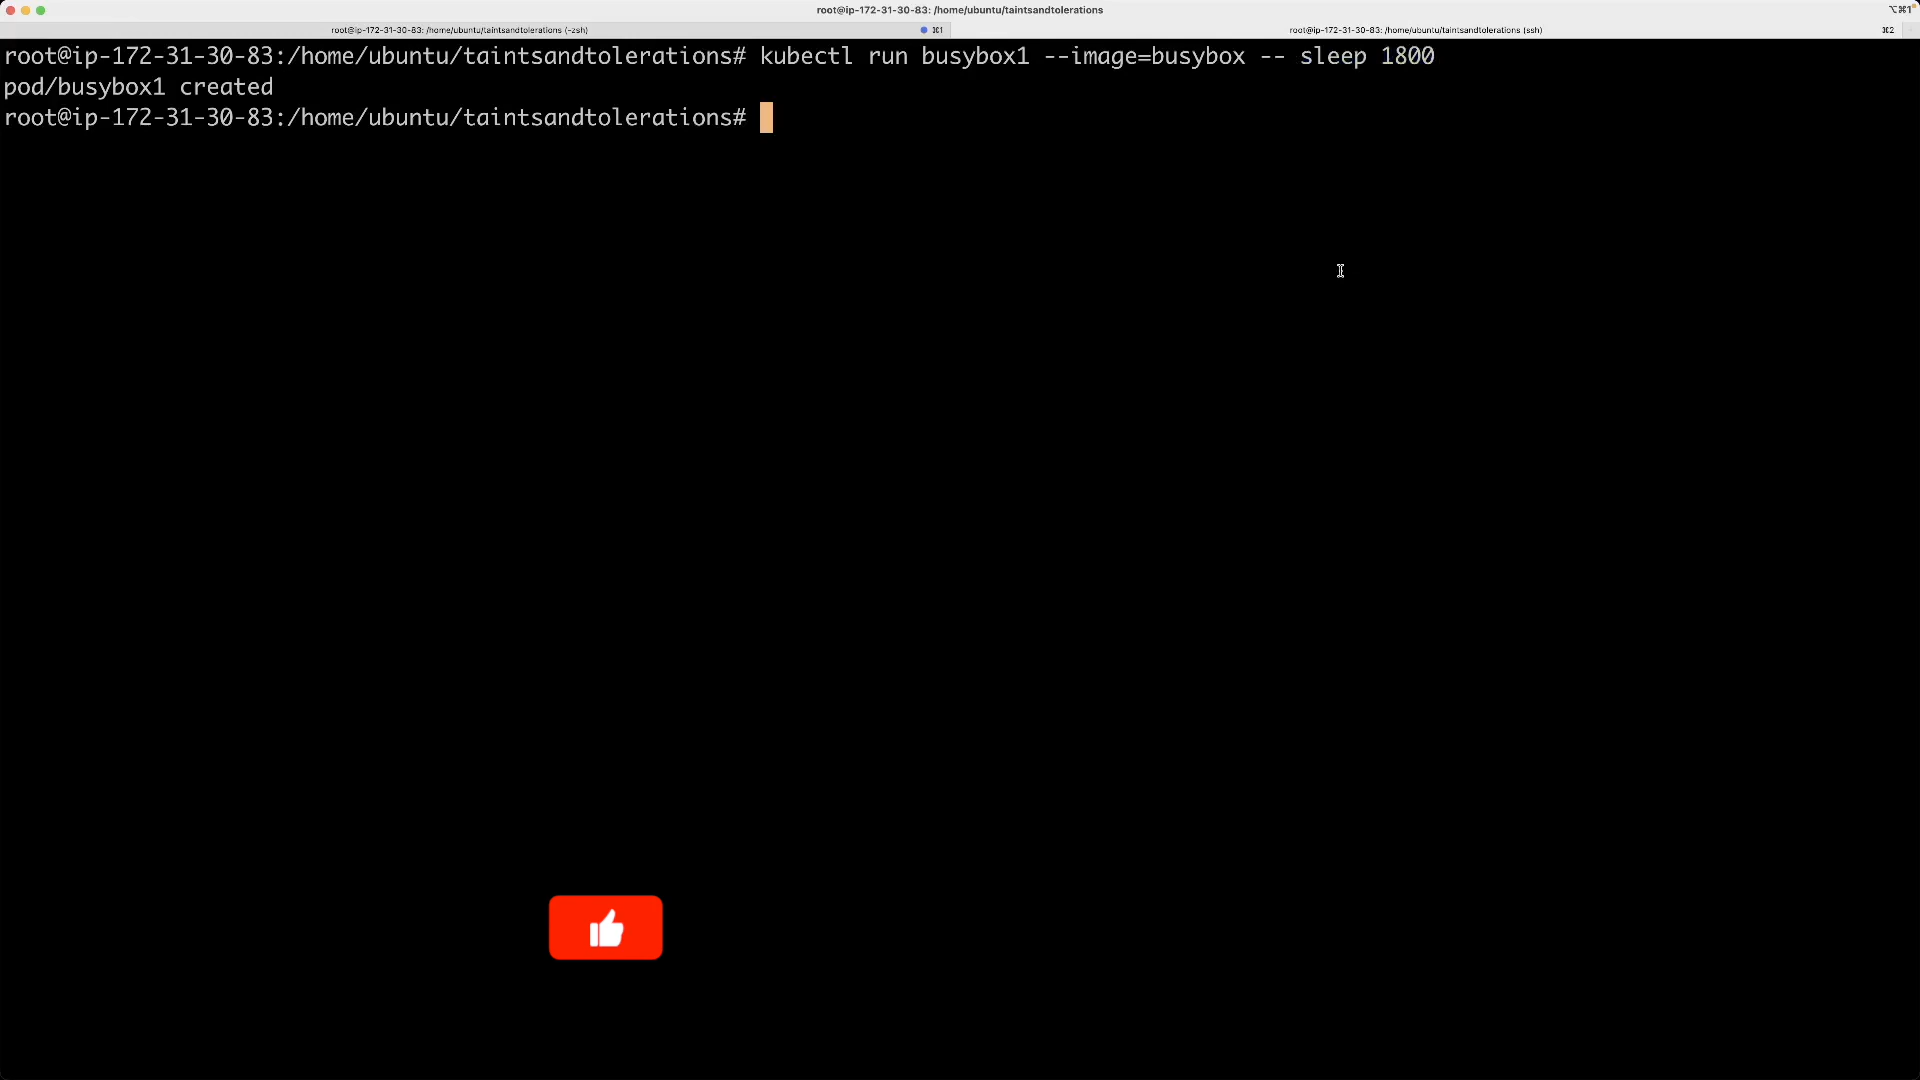 root@ip-172-31-30-83: /home/ubuntu/taintsandtolerations
⌥⌘1
root@ip-172-31-30-83: /home/ubuntu/taintsandtolerations (-zsh)
⌘1
root@ip-172-31-30-83: /home/ubuntu/taintsandtolerations (ssh)
⌘2
root@ip-172-31-30-83:/home/ubuntu/taintsandtolerations# kubectl run busybox1 --image=busybox -- sleep 1800
pod/busybox1 created
root@ip-172-31-30-83:/home/ubuntu/taintsandtolerations#